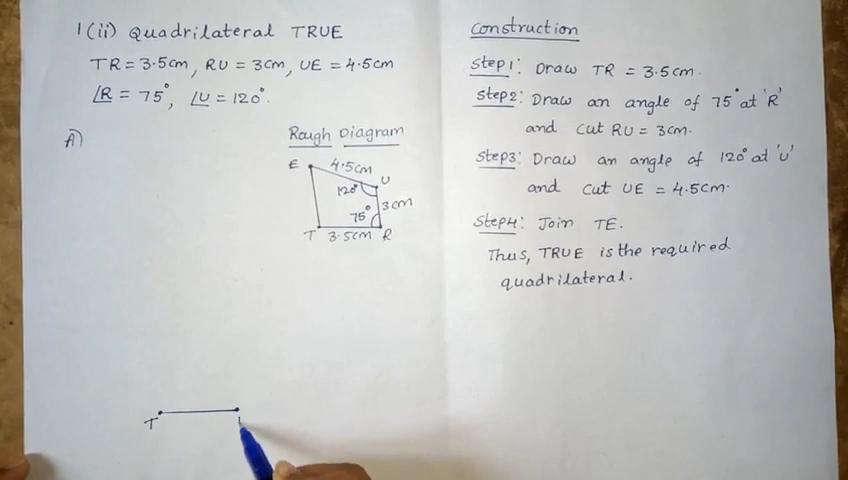 1(ii) Quadrilateral TRUE
TR = 3.5cm, RU = 3cm, UE = 4.5cm
∠R = 75°, ∠U = 120°.
A)
Rough Diagram
E 4.5cm
U
120°
3cm
75°
T 3.5cm R
T
Construction
Step1: Draw TR = 3.5cm.
Step2: Draw an angle of 75° at 'R'
and cut RU = 3cm.
Step3: Draw an angle of 120° at 'U'
and cut UE = 4.5cm.
Step4: Join TE.
Thus, TRUE is the required
quadrilateral.